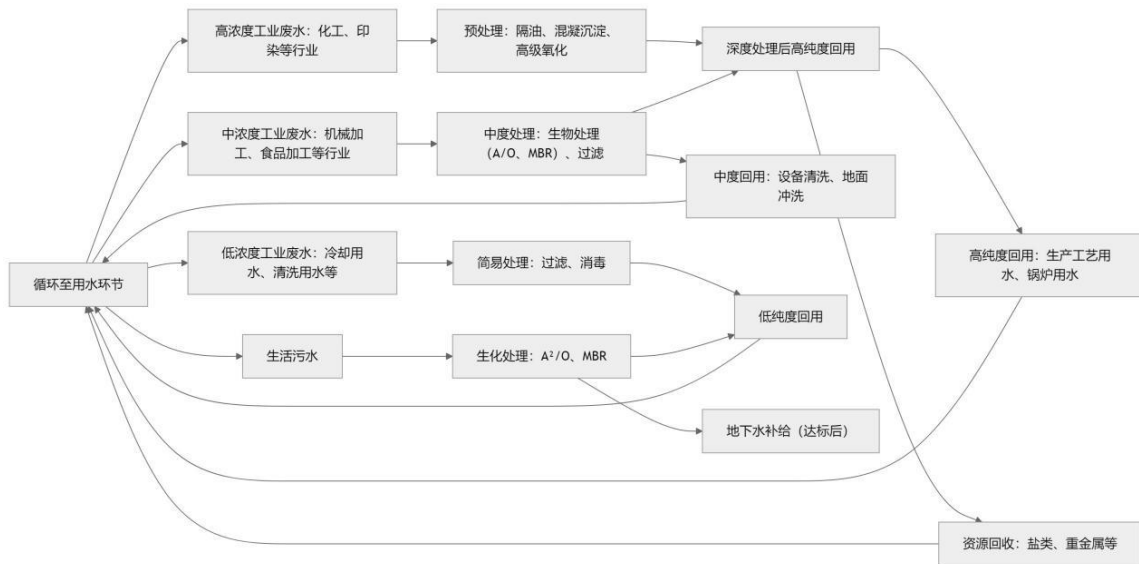 高浓度工业废水：化工、印
染等行业
预处理：隔油、混凝沉淀、
高级氧化
深度处理后高纯度回用
中浓度工业废水：机械加
工、食品加工等行业
中度处理：生物处理
（A/O、MBR）、过滤
中度回用：设备清洗、地面
冲洗
低浓度工业废水：冷却用
水、清洗用水等
简易处理：过滤、消毒
高纯度回用：生产工艺用
水、锅炉用水
循环至用水环节
低纯度回用
生活污水
生化处理：A²/O、MBR
地下水补给（达标后）
资源回收：盐类、重金属等